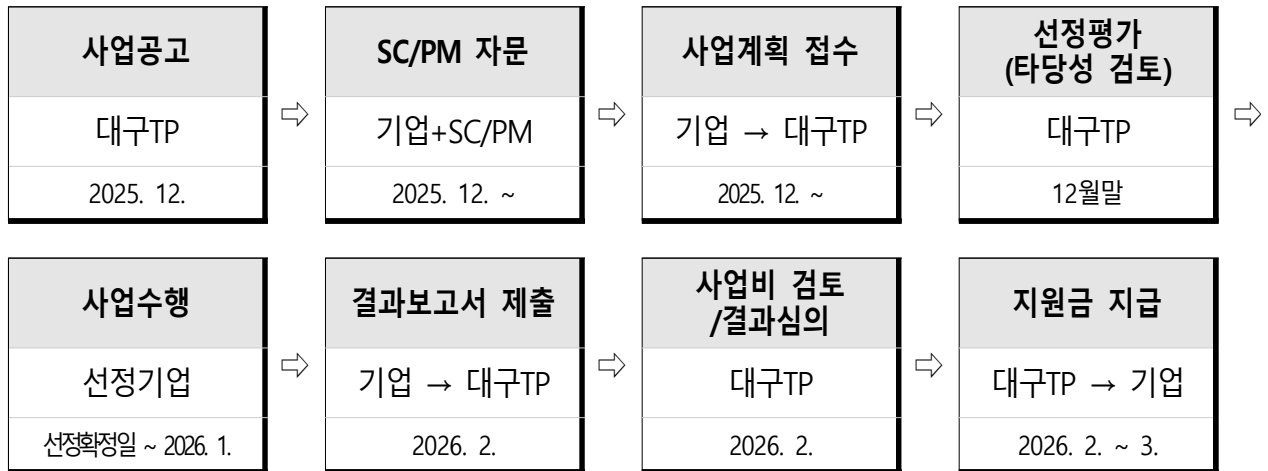 사업공고
대구TP
2025. 12.
⇨
SC/PM 자문
기업+SC/PM
2025. 12. ~
⇨
사업계획 접수
기업 → 대구TP
2025. 12. ~
⇨
선정평가
(타당성 검토)
대구TP
12월말
⇨
사업수행
선정기업
선정확정일 ~ 2026. 1.
⇨
결과보고서 제출
기업 → 대구TP
2026. 2.
⇨
사업비 검토
/결과심의
대구TP
2026. 2.
⇨
지원금 지급
대구TP → 기업
2026. 2. ~ 3.